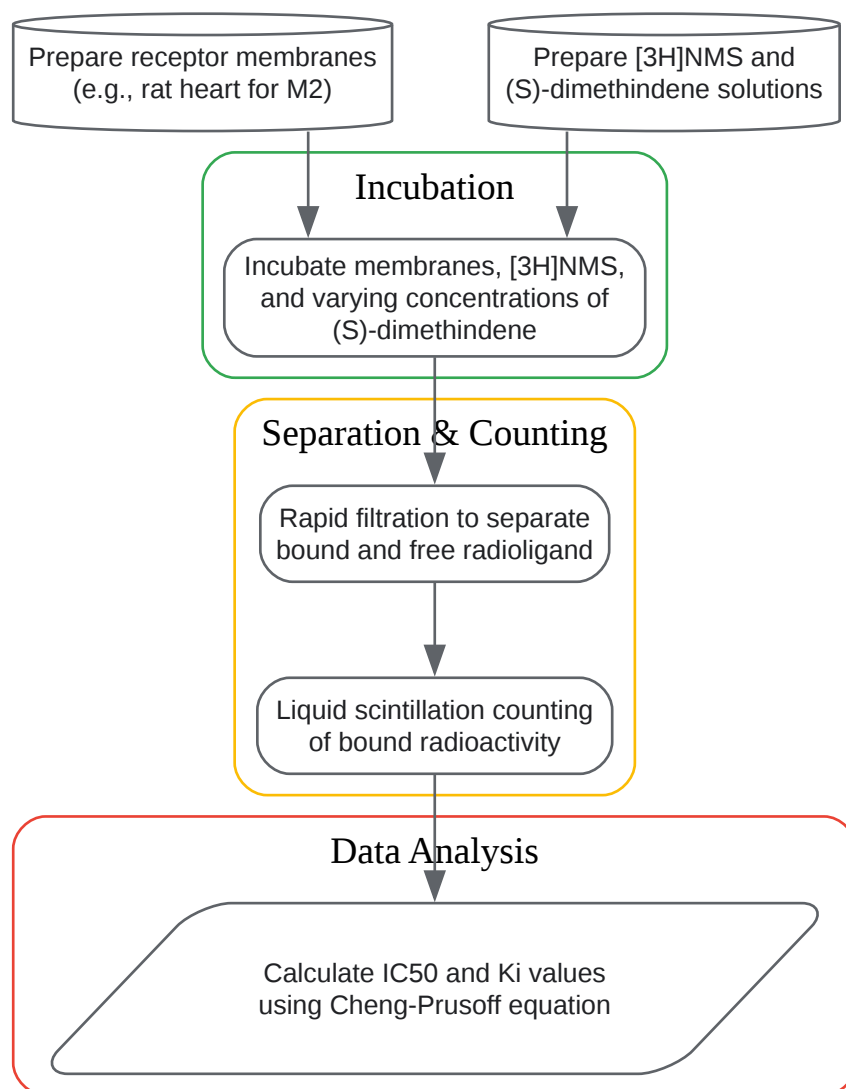 Prepare receptor membranes
(e.g., rat heart for M2)
Prepare [3H]NMS and
(S)-dimethindene solutions
Incubation
Incubate membranes, [3H]NMS,
and varying concentrations of
(S)-dimethindene
Separation & Counting
Rapid filtration to separate
bound and free radioligand
Liquid scintillation counting
of bound radioactivity
Data Analysis
Calculate IC50 and Ki values
using Cheng-Prusoff equation